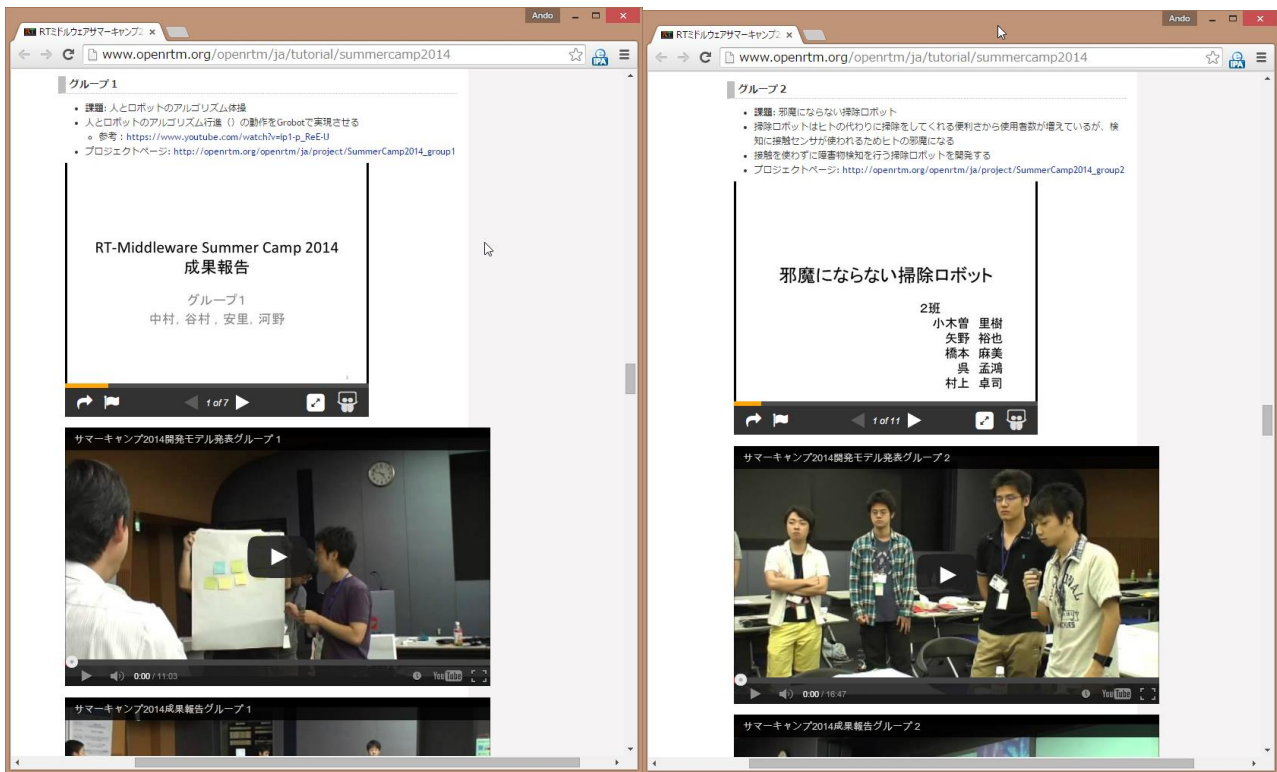 Ando
RTミドルウェアサマーキャンプ2
www.openrtm.org/openrtm/ja/tutorial/summercamp2014
IPA
グループ 1
課題: 人とロボットのアルゴリズム体操
人とロボットのアルゴリズム行進（）の動作をGrobotで実現させる
参考 : https://www.youtube.com/watch?v=ip1-p_ReE-U
プロジェクトページ: http://openrtm.org/openrtm/ja/project/SummerCamp2014_group1
RT-Middleware Summer Camp 2014
成果報告
グループ1
中村, 谷村 , 安里, 河野
1
1 of 7
サマーキャンプ2014開発モデル発表グループ 1
0:00 / 11:03
YouTube
サマーキャンプ2014成果報告グループ 1
Ando
RTミドルウェアサマーキャンプ2
www.openrtm.org/openrtm/ja/tutorial/summercamp2014
IPA
グループ 2
課題: 邪魔にならない掃除ロボット
掃除ロボットはヒトの代わりに掃除をしてくれる便利さから使用者数が増えているが、検
知に接触センサが使われるためヒトの邪魔になる
接触を使わずに障害物検知を行う掃除ロボットを開発する
プロジェクトページ: http://openrtm.org/openrtm/ja/project/SummerCamp2014_group2
邪魔にならない掃除ロボット
２班
小木曽 里樹
矢野 裕也
橋本 麻美
呉 孟鴻
村上 卓司
1 of 11
サマーキャンプ2014開発モデル発表グループ 2
0:00 / 16:47
YouTube
サマーキャンプ2014成果報告グループ 2